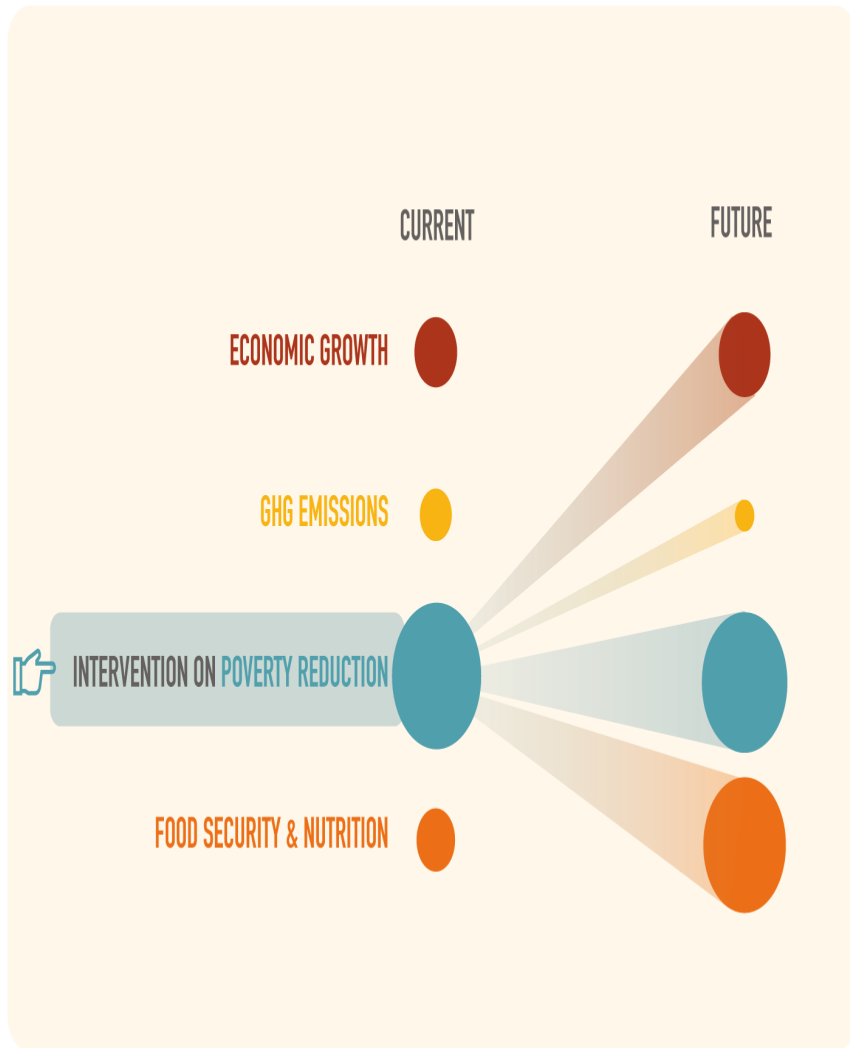 CURRENT
FUTURE
ECONOMIC GROWTH
GHG EMISSIONS
INTERVENTION ON POVERTY REDUCTION
FOOD SECURITY & NUTRITION